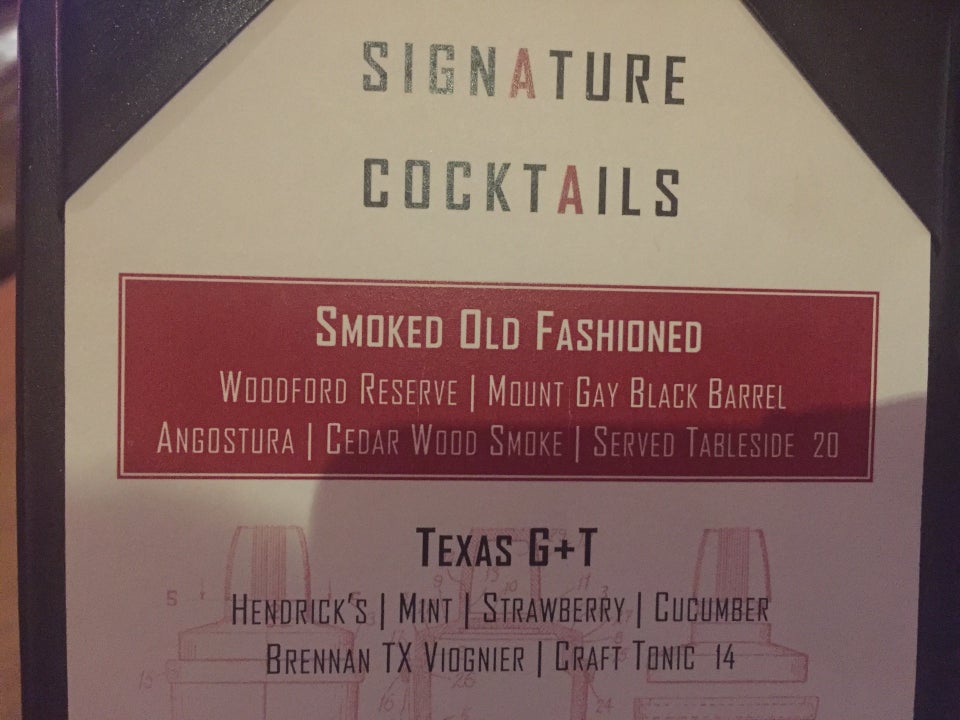 SIGNATURE
COCKTAILS
SMOKED OLD FASHIONED
WOODFORD RESERVE | MOUNT GAY BLACK BARREL
ANGOSTURA | CEDAR WOOD SMOKE | SERVED TABLESIDE 20
TEXAS G+T
HENDRICK'S | MINT | STRAWBERRY | CUCUMBER
BRENNAN TX VIOGNIER | CRAFT TONIC 14